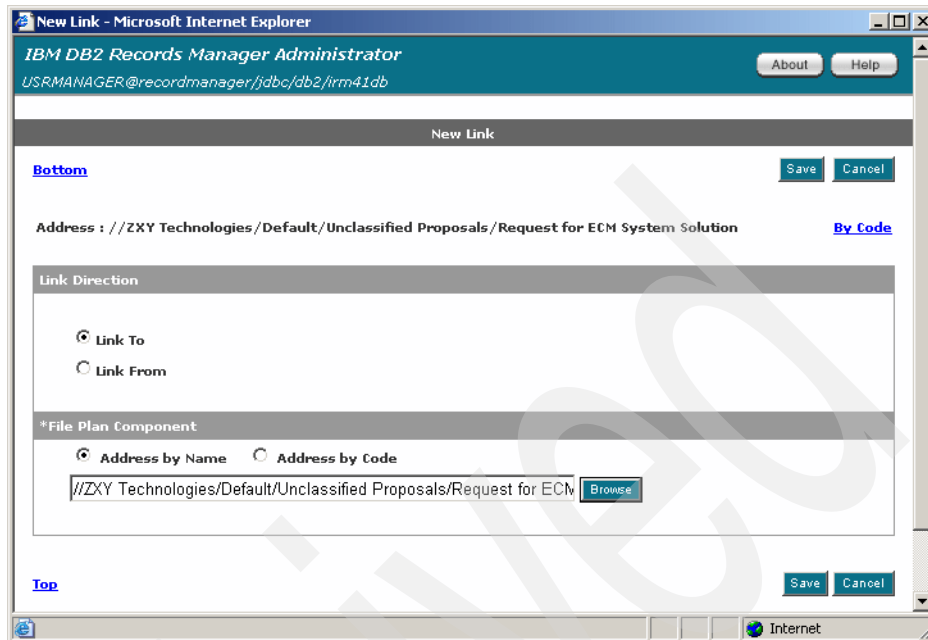 New Link - Microsoft Internet Explorer
IBM DB2 Records Manager Administrator
USRMANAGER@recordmanager/jdbc/db2/irm41db
About Help
New Link
Bottom
Save Cancel
Address : //ZXY Technologies/Default/Unclassified Proposals/Request for ECM System Solution By Code
Link Direction
Link To
Link From
*File Plan Component
Address by Name Address by Code
//ZXY Technologies/Default/Unclassified Proposals/Request for ECM Browse
Top
Save Cancel
Internet